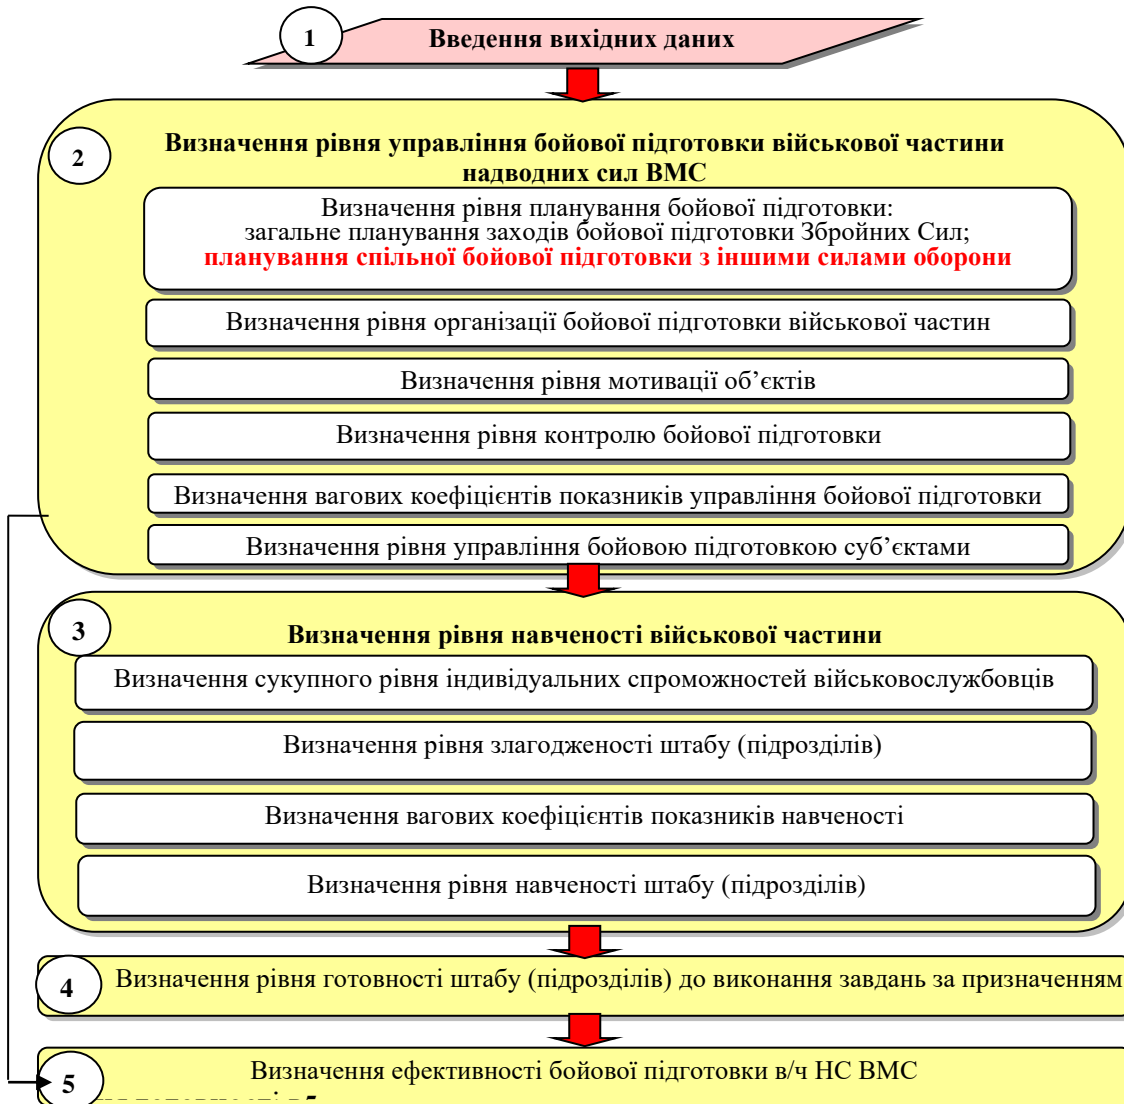 1
Введення вихідних даних
2
Визначення рівня управління бойової підготовки військової частини
надводних сил ВМС
Визначення рівня планування бойової підготовки:
загальне планування заходів бойової підготовки Збройних Сил;
планування спільної бойової підготовки з іншими силами оборони
Визначення рівня організації бойової підготовки військової частин
Визначення рівня мотивації об’єктів
Визначення рівня контролю бойової підготовки
Визначення вагових коефіцієнтів показників управління бойової підготовки
Визначення рівня управління бойовою підготовкою суб’єктами
3
Визначення рівня навченості військової частини
Визначення сукупного рівня індивідуальних спроможностей військовослужбовців
Визначення рівня злагодженості штабу (підрозділів)
Визначення вагових коефіцієнтів показників навченості
Визначення рівня навченості штабу (підрозділів)
4
Визначення рівня готовності штабу (підрозділів) до виконання завдань за призначенням
5
Визначення ефективності бойової підготовки в/ч НС ВМС